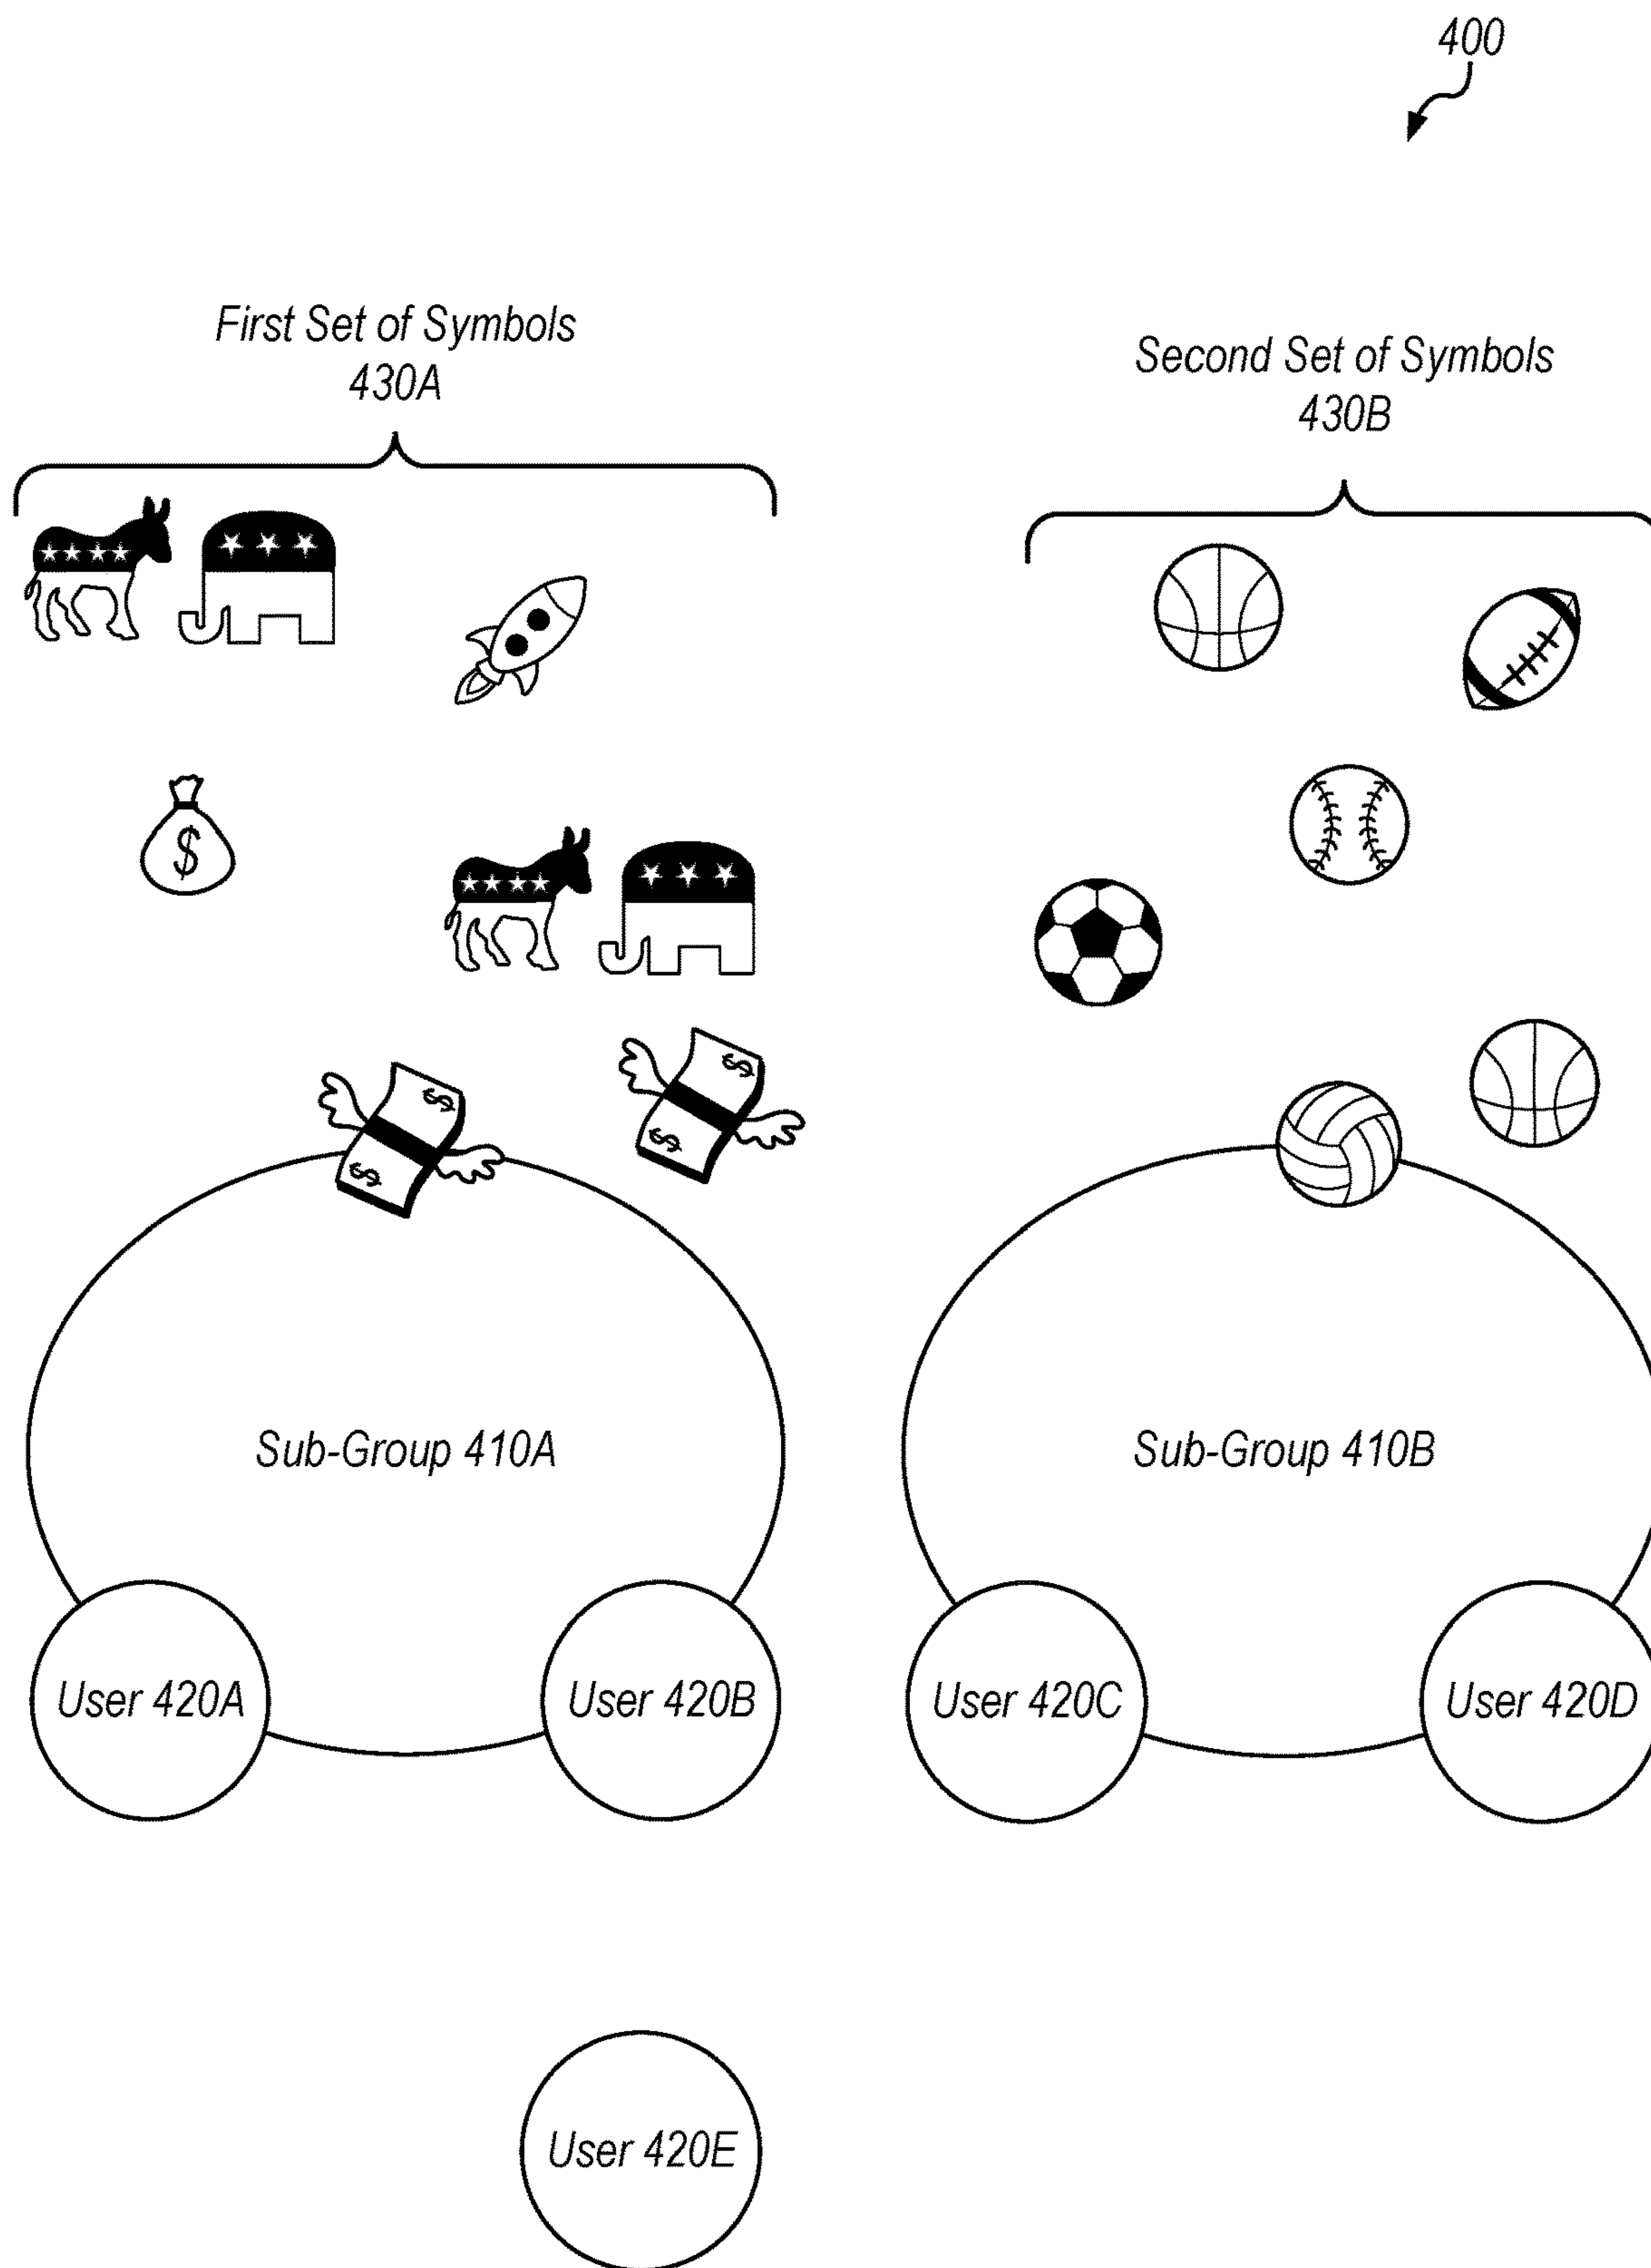 400
First Set of Symbols
430A
Second Set of Symbols
430B
$
$
$
$
$
Sub-Group 410A
Sub-Group 410B
User 420A
User 420B
User 420C
User 420D
User 420E